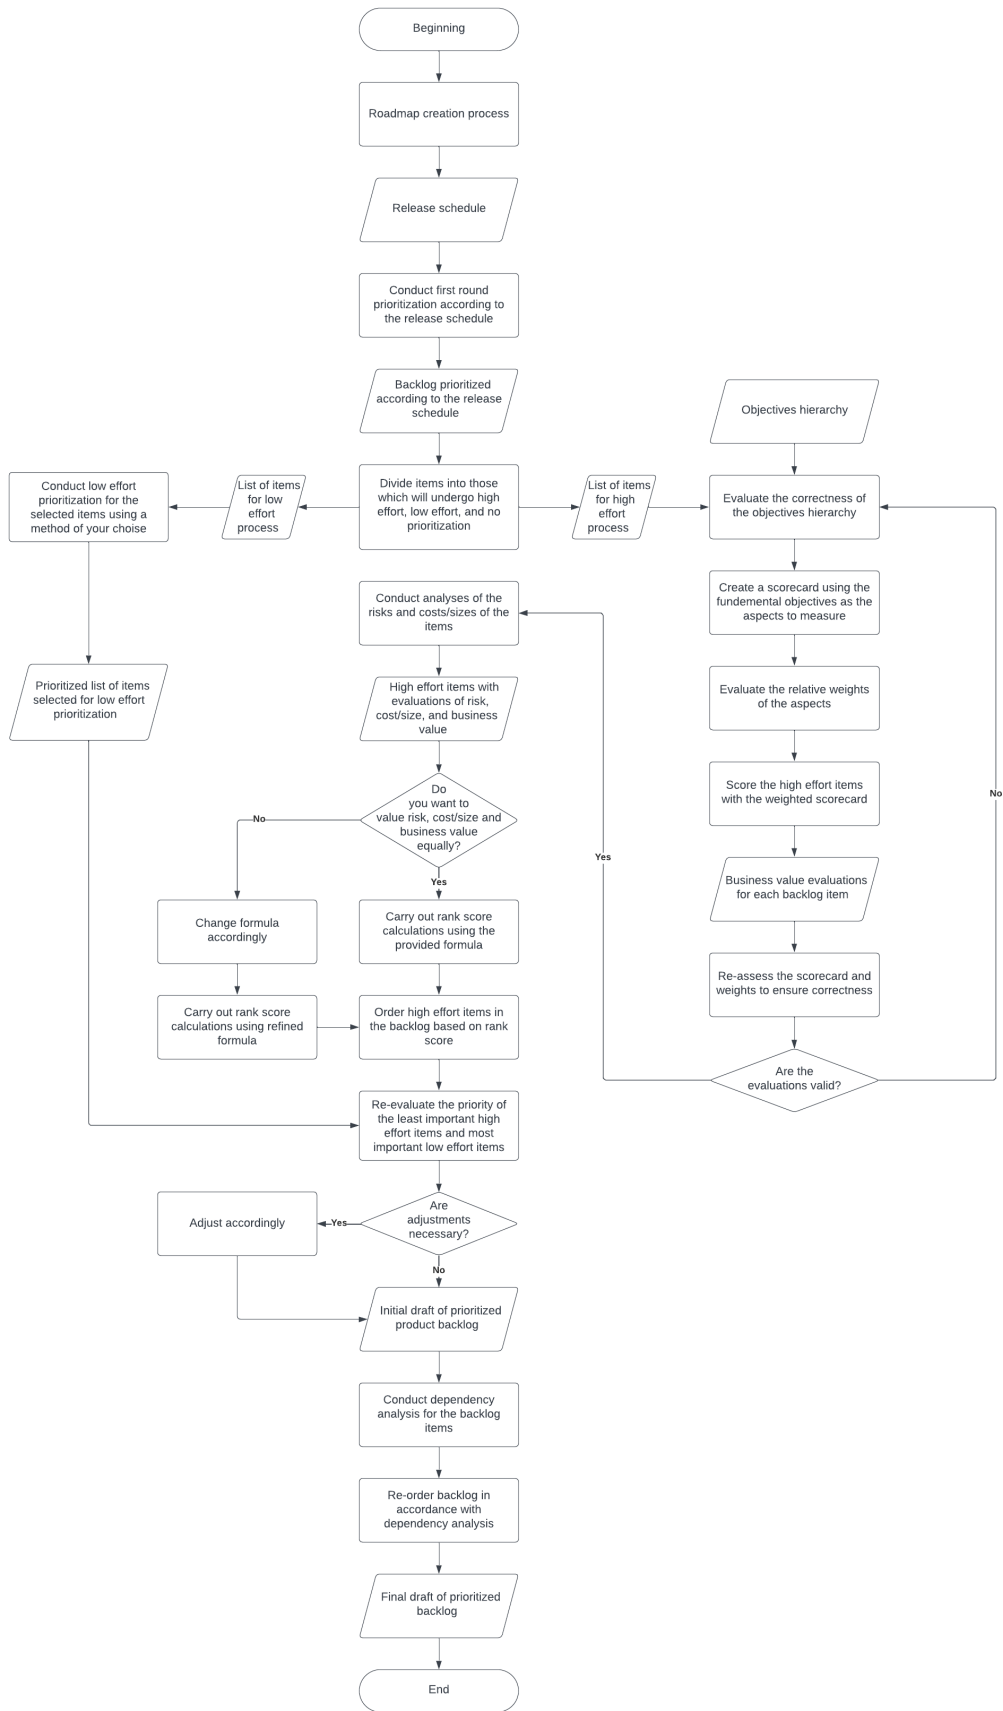 Beginning
Roadmap creation process
Release schedule
Conduct first round
prioritization according to
the release schedule
Backlog prioritized
according to the release
schedule
Objectives hierarchy
Conduct low effort
prioritization for the
selected items using a
method of your choise
List of items
for low
effort
process
Divide items into those
which will undergo high
effort, low effort, and no
prioritization
List of items
for high
effort
process
Evaluate the correctness of
the objectives hierarchy
Conduct analyses of the
risks and costs/sizes of the
items
Create a scorecard using the
fundemental objectives as the
aspects to measure
Prioritized list of items
selected for low effort
prioritization
High effort items with
evaluations of risk,
cost/size, and business
value
Evaluate the relative weights
of the aspects
Do
you want to
value risk, cost/size and
business value
equally?
Score the high effort items
with the weighted scorecard
No
No
Yes
Yes
Business value evaluations
for each backlog item
Change formula
accordingly
Carry out rank score
calculations using the
provided formula
Re-assess the scorecard and
weights to ensure correctness
Carry out rank score
calculations using refined
formula
Order high effort items in
the backlog based on rank
score
Are the
evaluations valid?
Re-evaluate the priority of
the least important high
effort items and most
important low effort items
Adjust accordingly
Yes
Are
adjustments
necessary?
No
Initial draft of prioritized
product backlog
Conduct dependency
analysis for the backlog
items
Re-order backlog in
accordance with
dependency analysis
Final draft of prioritized
backlog
End